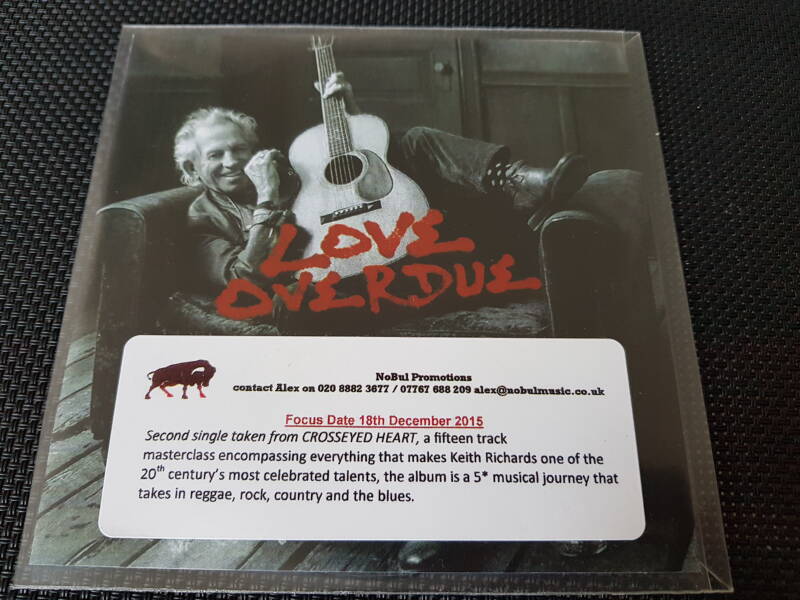 LOVE
OVERDUE
NoBul Promotions
contact Alex on 020 8882 3677 / 07767 688 209 alex@nobulmusic.co.uk
Focus Date 18th December 2015
Second single taken from CROSSEYED HEART, a fifteen track
masterclass encompassing everything that makes Keith Richards one of the
20th century's most celebrated talents, the album is a 5* musical journey that
takes in reggae, rock, country and the blues.